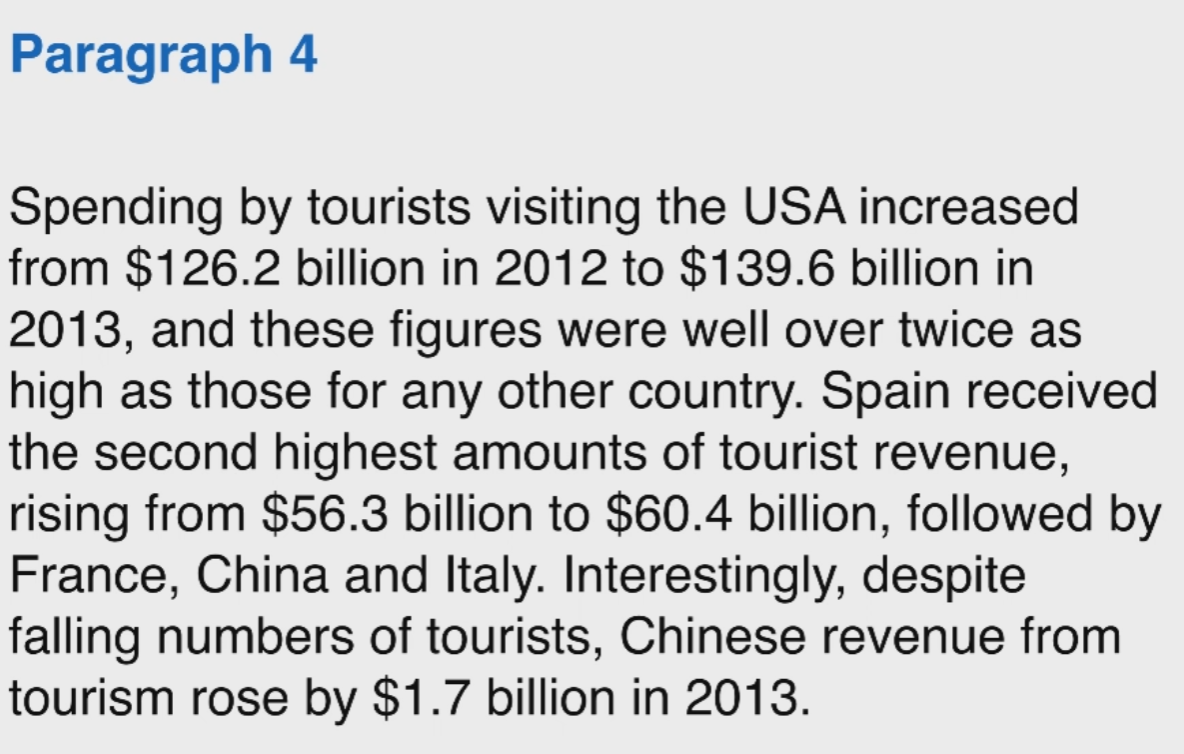 Paragraph 4
Spending by tourists visiting the USA increased
from $126.2 billion in 2012 to $139.6 billion in
2013, and these figures were well over twice as
high as those for any other country. Spain received
the second highest amounts of tourist revenue,
rising from $56.3 billion to $60.4 billion, followed by
France, China and Italy. Interestingly, despite
falling numbers of tourists, Chinese revenue from
tourism rose by $1.7 billion in 2013.